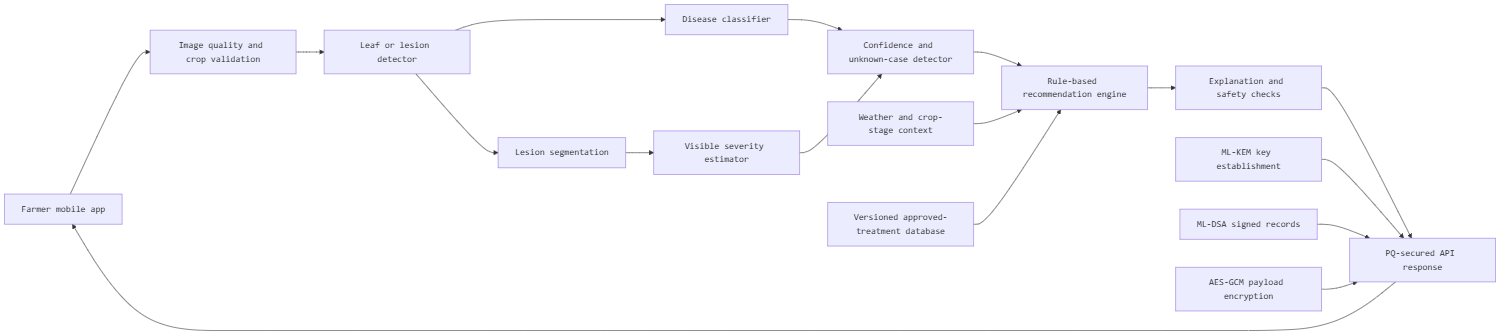 Disease classifier
Image quality and
crop validation
Leaf or lesion
detector
Confidence and
unknown-case detector
Rule-based
recommendation engine
Explanation and
safety checks
Weather and crop-
stage context
Lesion segmentation
Visible severity
estimator
ML-KEM key
establishment
Farmer mobile app
Versioned approved-
treatment database
ML-DSA signed records
PQ-secured API
response
AES-GCM payload
encryption